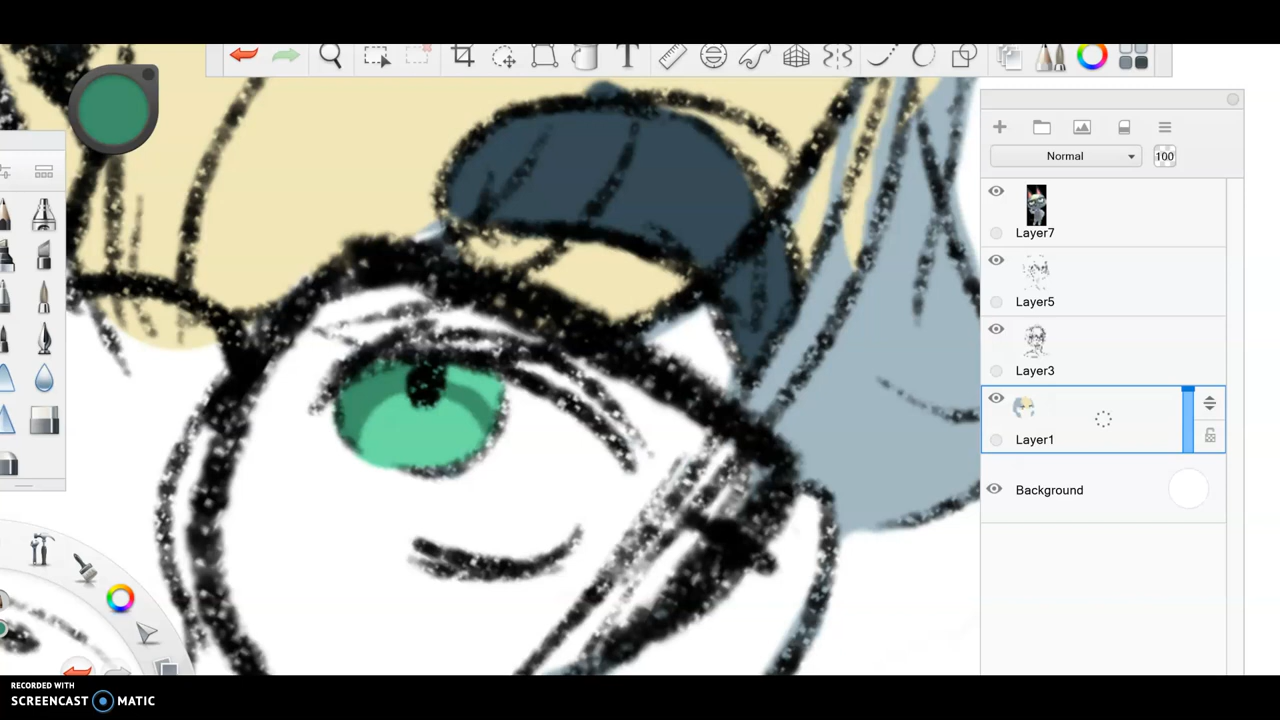 Normal
100
Layer7
Layer5
Layer3
Layer1
Background
RECORDED WITH
SCREENCAST MATIC